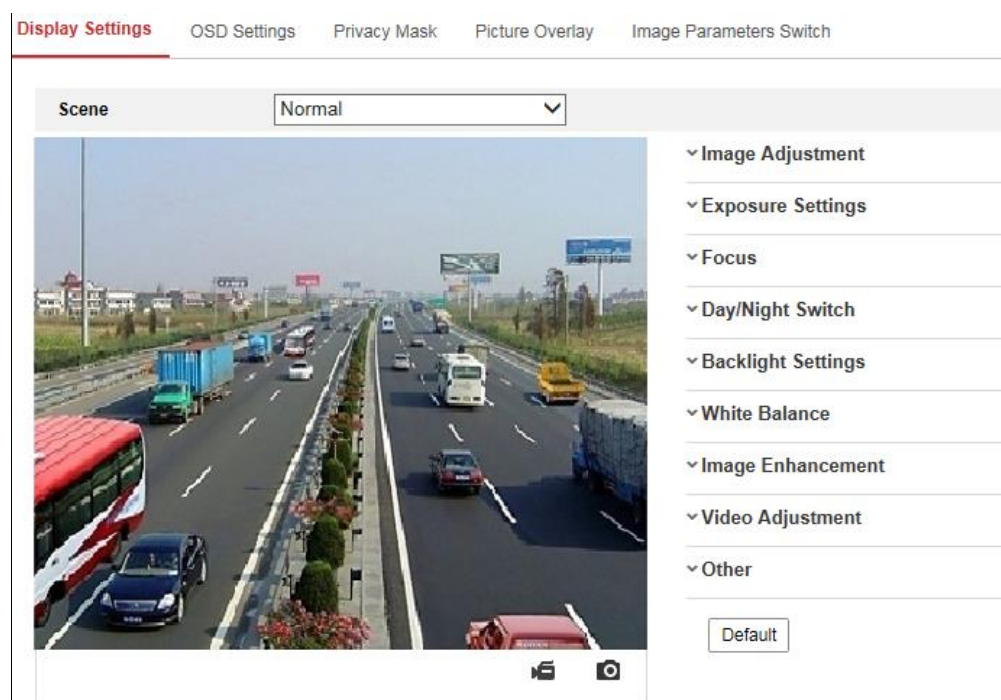 Display Settings OSD Settings Privacy Mask Picture Overlay Image Parameters Switch
Scene Normal
Image Adjustment
Exposure Settings
Focus
Day/Night Switch
Backlight Settings
White Balance
Image Enhancement
Video Adjustment
Other
Default